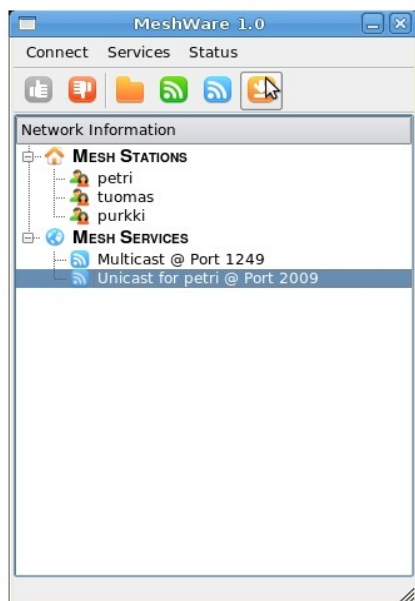 MeshWare 1.0
Connect Services Status
Network Information
MESH STATIONS
petri
tuomas
purkki
MESH SERVICES
Multicast @ Port 1249
Unicast for petri @ Port 2009